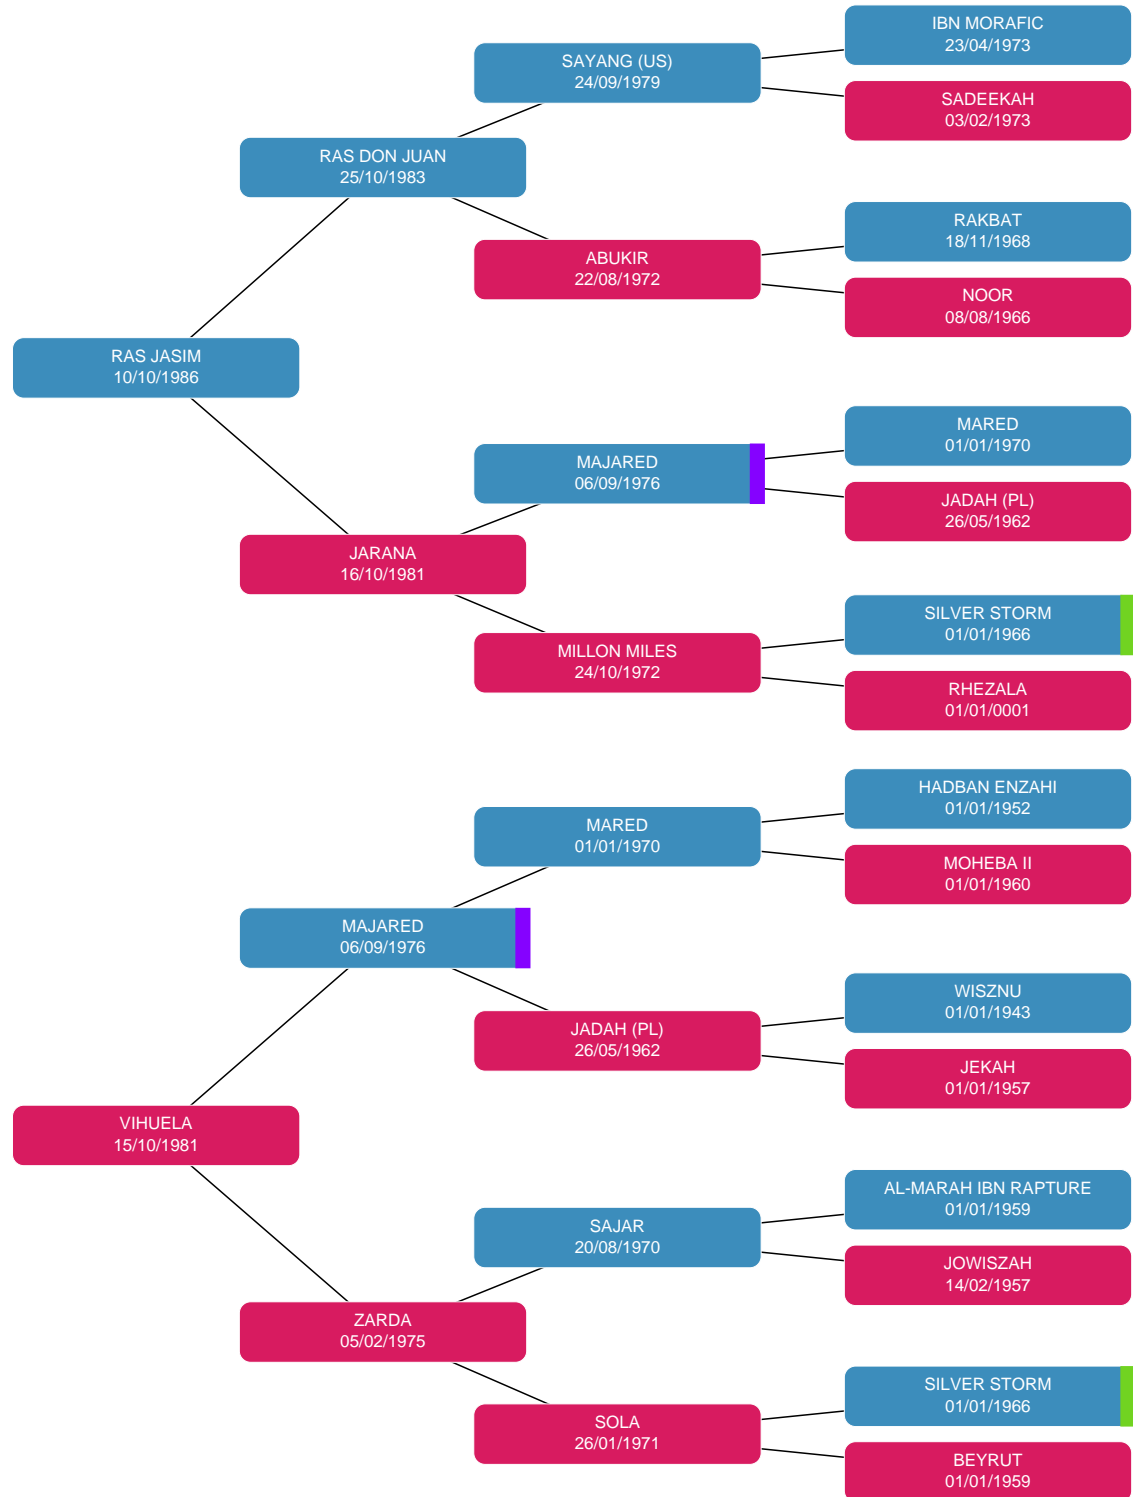 IBN MORAFIC
23/04/1973
SAYANG (US)
24/09/1979
SADEEKAH
03/02/1973
RAS DON JUAN
25/10/1983
RAKBAT
18/11/1968
ABUKIR
22/08/1972
NOOR
08/08/1966
RAS JASIM
10/10/1986
MARED
01/01/1970
MAJARED
06/09/1976
JADAH (PL)
26/05/1962
JARANA
16/10/1981
SILVER STORM
01/01/1966
MILLON MILES
24/10/1972
RHEZALA
01/01/0001
HADBAN ENZAHI
01/01/1952
MARED
01/01/1970
MOHEBA II
01/01/1960
MAJARED
06/09/1976
WISZNU
01/01/1943
JADAH (PL)
26/05/1962
JEKAH
01/01/1957
VIHUELA
15/10/1981
AL-MARAH IBN RAPTURE
01/01/1959
SAJAR
20/08/1970
JOWISZAH
14/02/1957
ZARDA
05/02/1975
SILVER STORM
01/01/1966
SOLA
26/01/1971
BEYRUT
01/01/1959